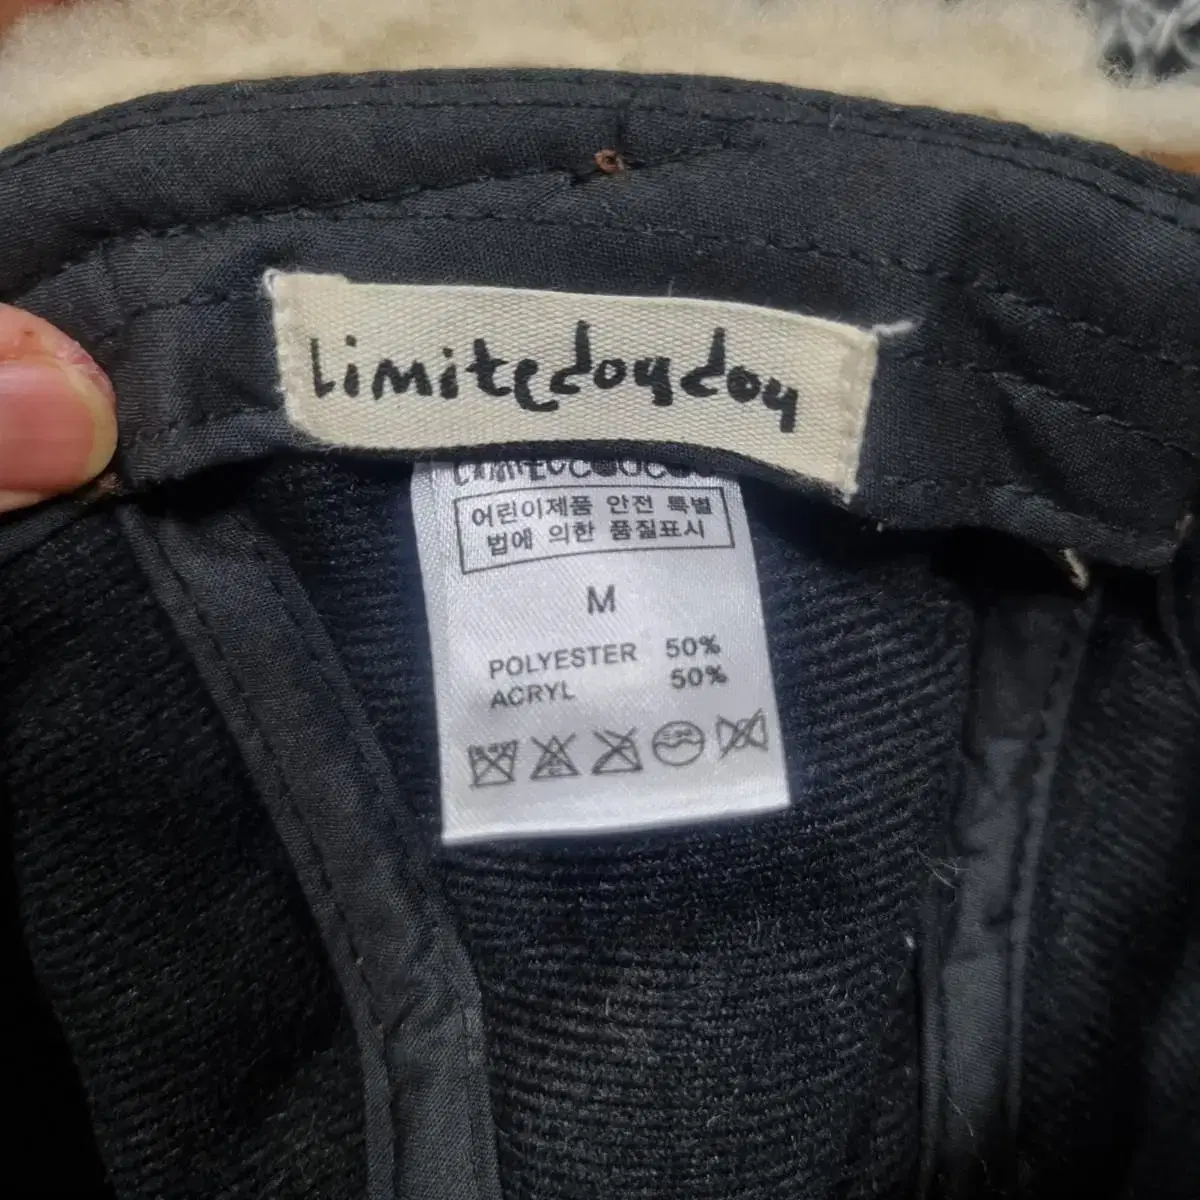 Limitedoudou
어린이제품 안전 특별
법에 의한 품질표시
M
POLYESTER 50%
ACRYL 50%